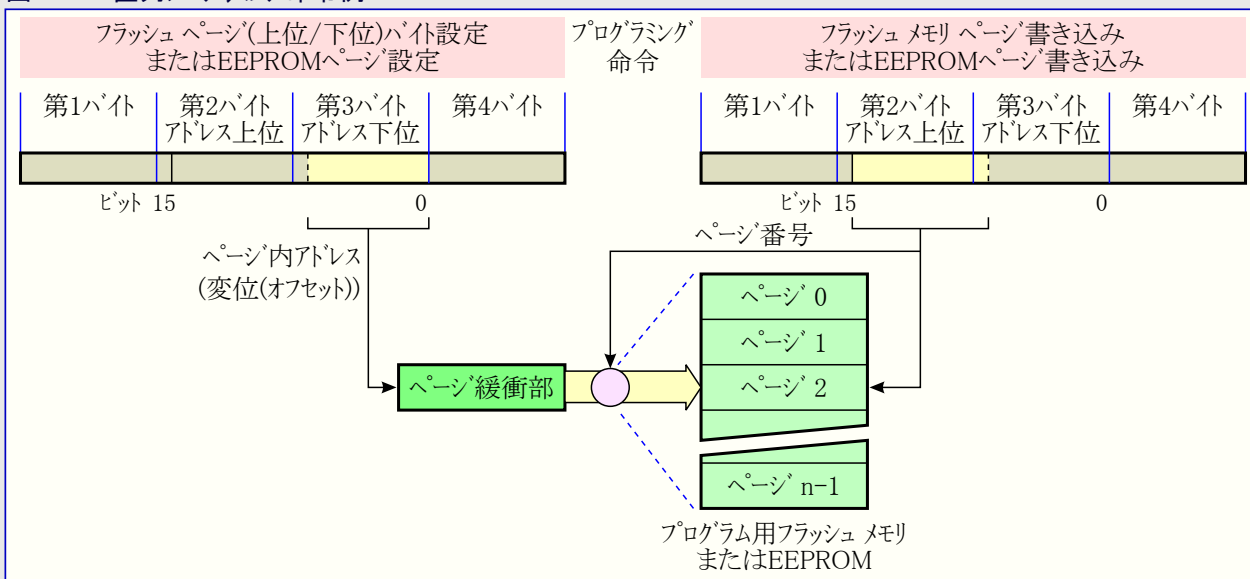 フラッシュ ページ(上位/下位)バイト設定
またはEEPROMページ設定
プログラミング
命令
フラッシュ メモリ ページ書き込み
またはEEPROMページ書き込み
第1バイト
第2バイト
アドレス上位
第3バイト
アドレス下位
第4バイト
第1バイト
第2バイト
アドレス上位
第3バイト
アドレス下位
第4バイト
ビット 15
0
ビット 15
0
ページ内アドレス
(変位(オフセット))
ページ番号
ページ 0
ページ 1
ページ緩衝部
ページ 2
ページ n-1
プログラム用フラッシュ メモリ
またはEEPROM